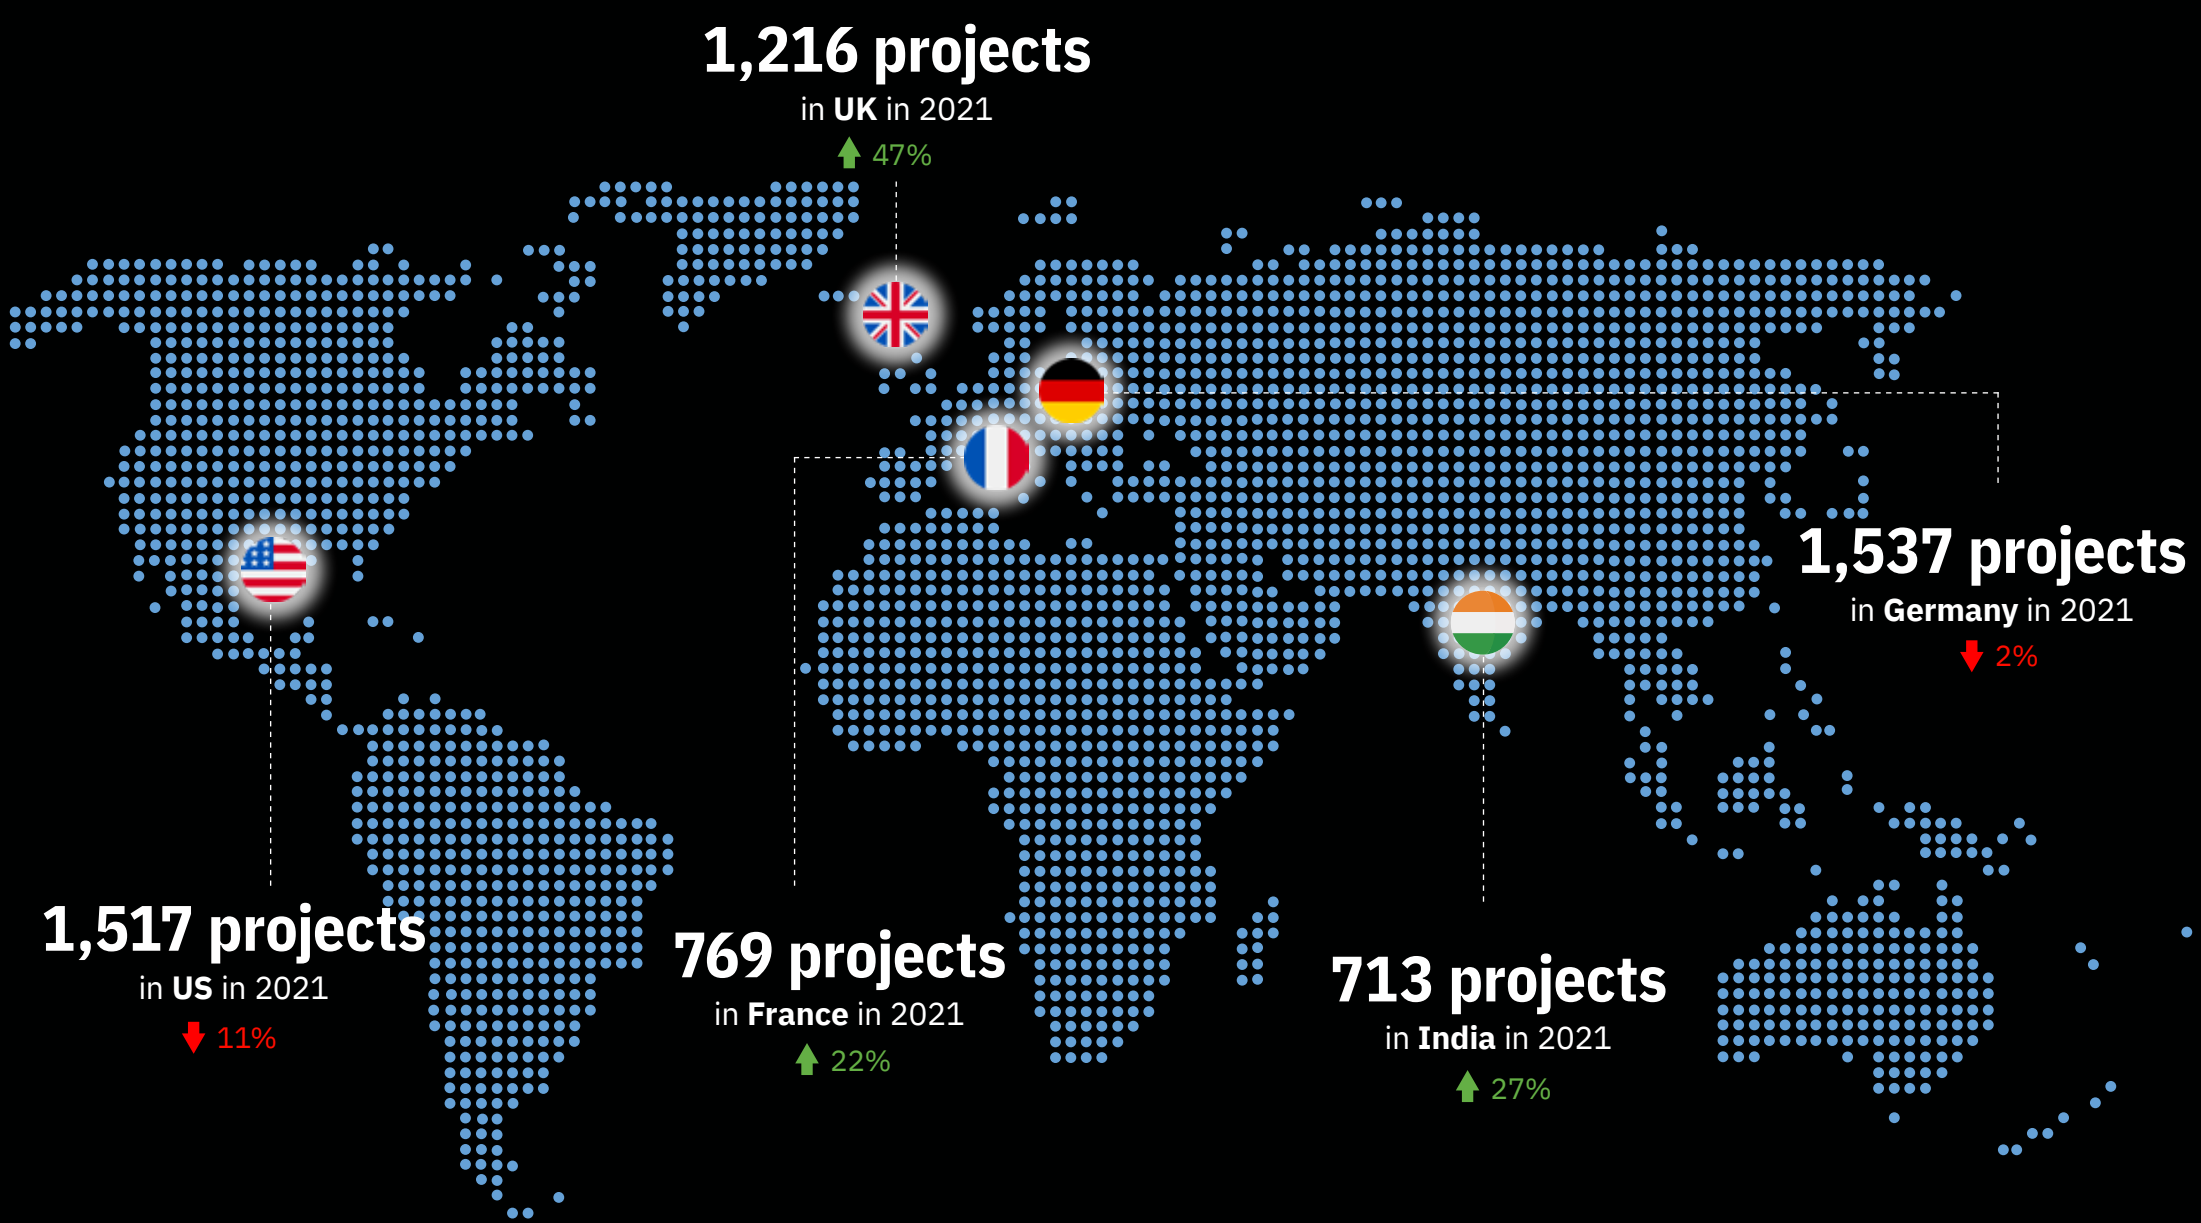 1,216 projects
in UK in 2021
47%
1,537 projects
in Germany in 2021
2%
1,517 projects
in US in 2021
11%
769 projects
in France in 2021
22%
713 projects
in India in 2021
27%